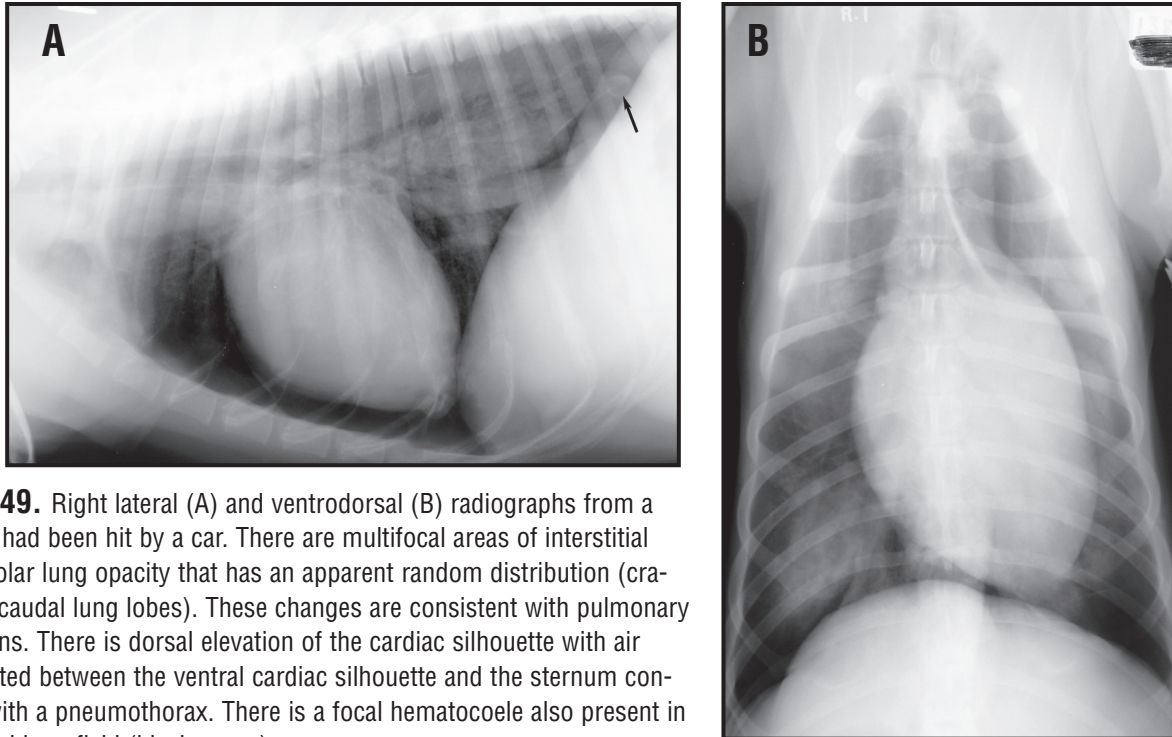 A
B
R.T
49. Right lateral (A) and ventrodorsal (B) radiographs from a
had been hit by a car. There are multifocal areas of interstitial
olar lung opacity that has an apparent random distribution (cra-
caudal lung lobes). These changes are consistent with pulmonary
ns. There is dorsal elevation of the cardiac silhouette with air
ted between the ventral cardiac silhouette and the sternum con-
vith a pneumothorax. There is a focal hematocoele also present in